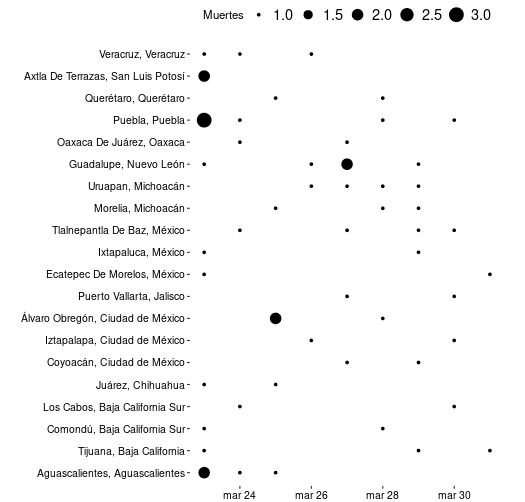 Muertes 1.0 1.5 2.0 2.5 3.0
Veracruz, Veracruz
Axtla De Terrazas, San Luis Potosí
Querétaro, Querétaro
Puebla, Puebla
Oaxaca De Juárez, Oaxaca
Guadalupe, Nuevo León
Uruapan, Michoacán
Morelia, Michoacán
Tlalnepantla De Baz, México
Ixtapaluca, México
Ecatepec De Morelos, México
Puerto Vallarta, Jalisco
Álvaro Obregón, Ciudad de México
Iztapalapa, Ciudad de México
Coyoacán, Ciudad de México
Juárez, Chihuahua
Los Cabos, Baja California Sur
Comondú, Baja California Sur
Tijuana, Baja California
Aguascalientes, Aguascalientes
mar 24 mar 26 mar 28 mar 30